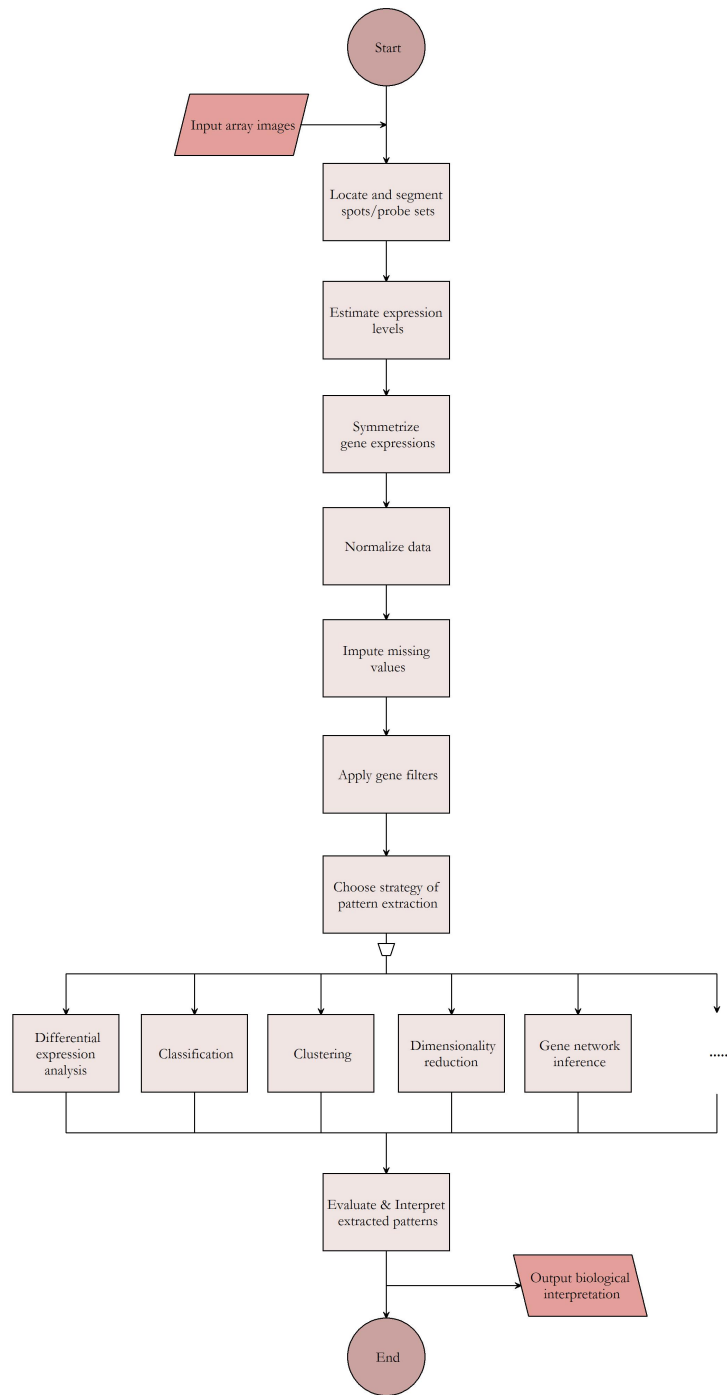 Start
Input array images
Locate and segment
spots/probe sets
Estimate expression
levels
Symmetrize
gene expressions
Normalize data
Impute missing
values
Apply gene filters
Choose strategy of
pattern extraction
Differential
expression
analysis
Classification
Clustering
Dimensionality
reduction
Gene network
inference
.....
Evaluate & Interpret
extracted patterns
Output biological
interpretation
End